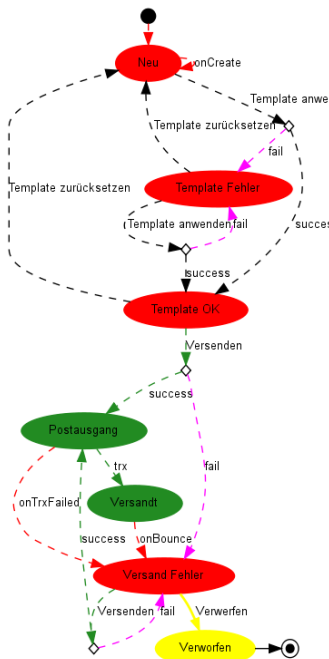 Neu
onCreate
Template anwe
Template zurücksetzen
fail
Template zurücksetzen
Template Fehler
Template anwenden
fail
succes
success
Template OK
Versenden
success
Postausgang
trx
fail
onTrxFailed
Versandt
success
onBounce
Versand Fehler
Versenden
fail
Verwerfen
Verworfen